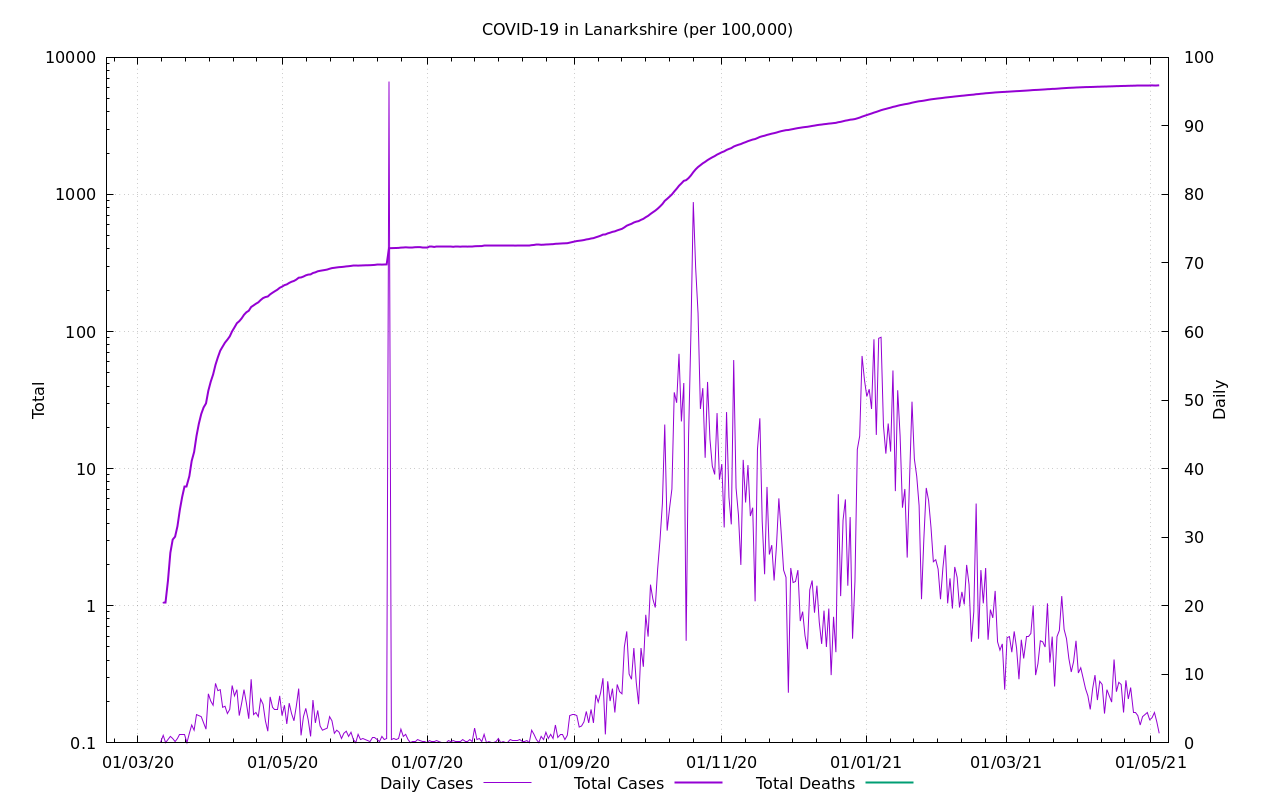 COVID-19 in Lanarkshire (per 100,000)
10000 100
90
1000 80
70
100 60
Total Daily
50
10 40
30
1 20
10
0.1 0
01/03/20 01/05/20 01/07/20 01/09/20 01/11/20 01/01/21 01/03/21 01/05/21
Daily Cases Total Cases Total Deaths